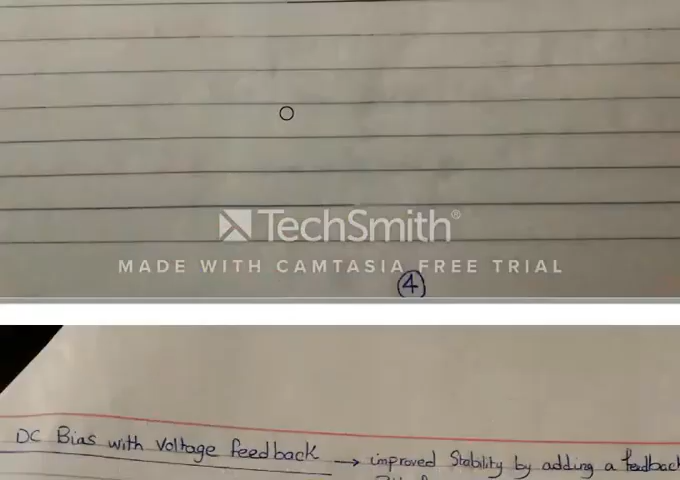 TechSmith®
MADE WITH CAMTASIA FREE TRIAL
4
DC Bias with Voltage feedback → improved Stability by adding a feedback